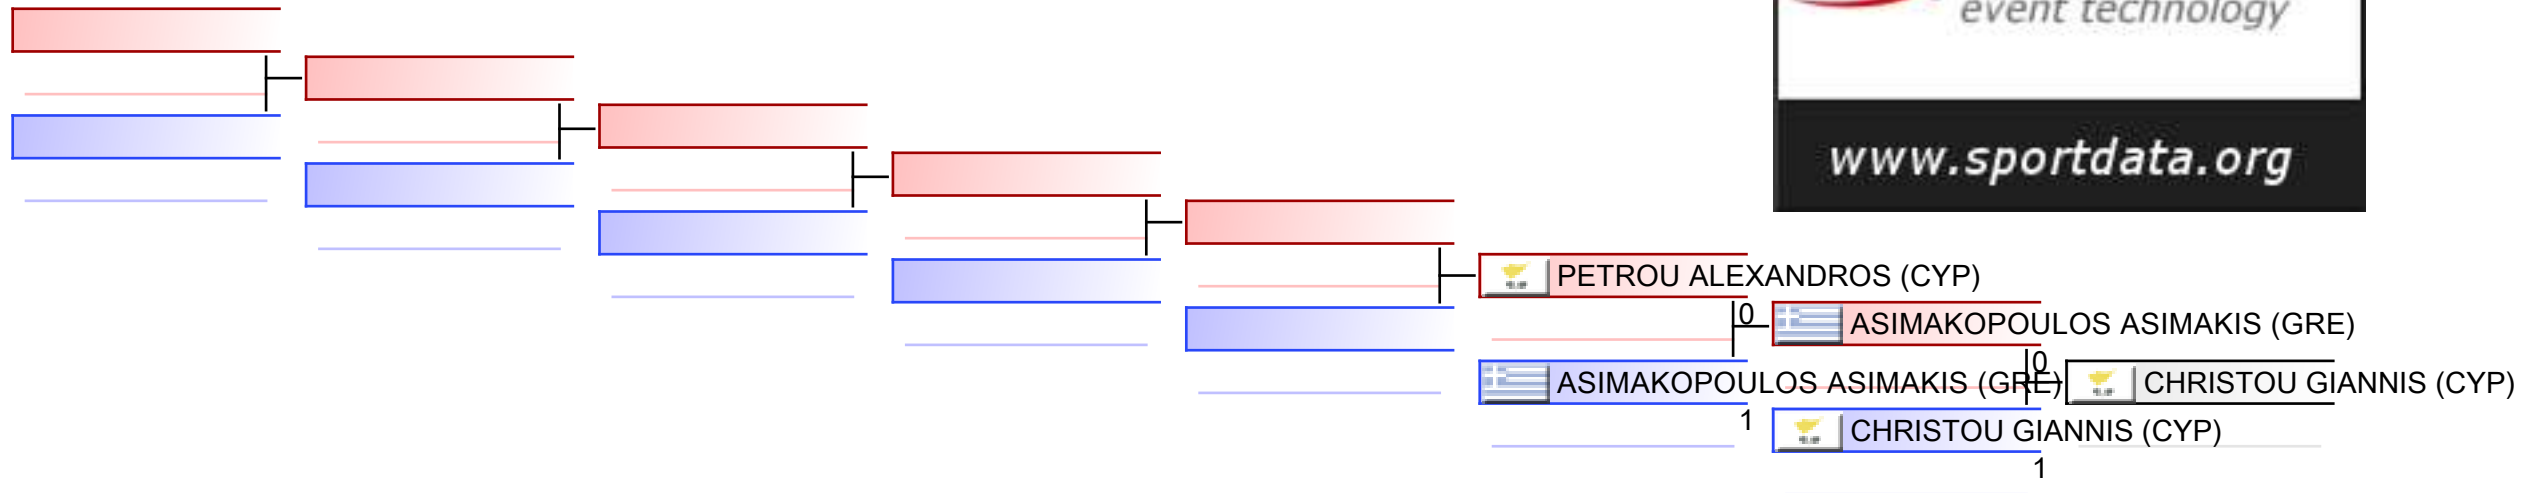 event technology
www.sportdata.org
PETROU ALEXANDROS (CYP)
0
ASIMAKOPOULOS ASIMAKIS (GRE)
ASIMAKOPOULOS ASIMAKIS (GRE)
1
0
CHRISTOU GIANNIS (CYP)
CHRISTOU GIANNIS (CYP)
1